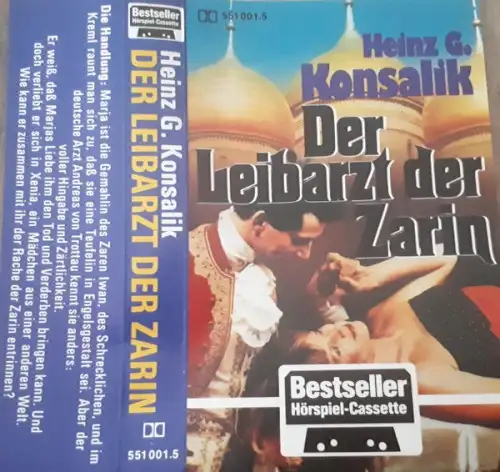 Die Handlung: Marja ist die Gemahlin des Zaren Iwan, des Schrecklichen, und im
Kreml raunt man sich zu, daß sie eine Teufelin in Engelsgestalt sei. Aber der
deutsche Arzt Andreas von Trottau kennt sie anders:
voller Hingabe und Zärtlichkeit.
Er weiß, daß Marjas Liebe ihm den Tod und Verderben bringen kann. Und
doch verliebt er sich in Xenia, ein Mädchen aus einer anderen Welt.
Wie kann er zusammen mit ihr der Rache der Zarin entrinnen?
Bestseller
Hörspiel-Cassette
Heinz G. Konsalik
DER LEIBARZT DER ZARIN
551 001.5
551 001.5
Heinz G.
Konsalik
Der
Leibarzt der
Zarin
Bestseller
Hörspiel-Cassette